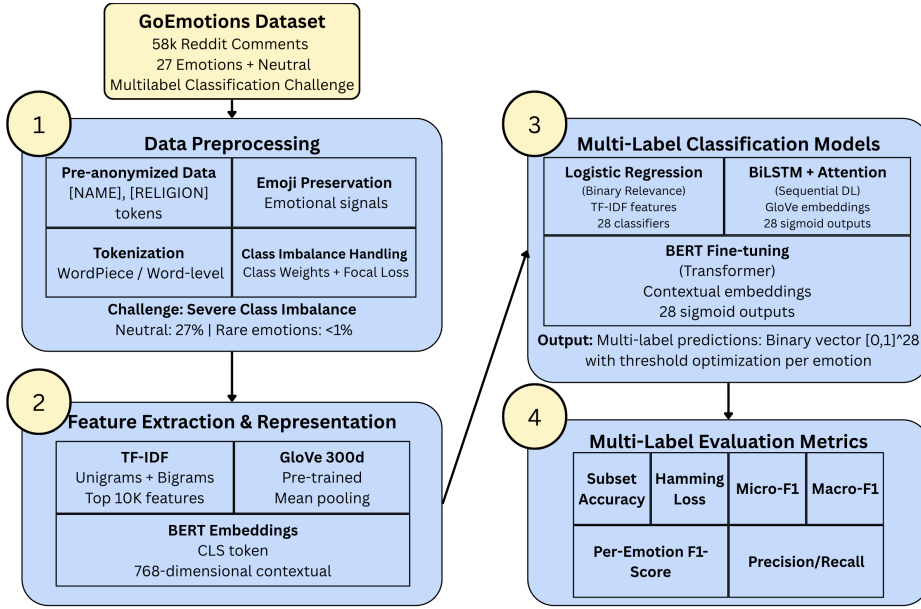 GoEmotions Dataset
58k Reddit Comments
27 Emotions + Neutral
Multilabel Classification Challenge
1
Data Preprocessing
Pre-anonymized Data
[NAME], [RELIGION]
tokens
Emoji Preservation
Emotional signals
Tokenization
WordPiece / Word-level
Class Imbalance Handling
Class Weights + Focal Loss
Challenge: Severe Class Imbalance
Neutral: 27% | Rare emotions: <1%
2
Feature Extraction & Representation
TF-IDF
Unigrams + Bigrams
Top 10K features
GloVe 300d
Pre-trained
Mean pooling
BERT Embeddings
CLS token
768-dimensional contextual
3
Multi-Label Classification Models
Logistic Regression
(Binary Relevance)
TF-IDF features
28 classifiers
BiLSTM + Attention
(Sequential DL)
GloVe embeddings
28 sigmoid outputs
BERT Fine-tuning
(Transformer)
Contextual embeddings
28 sigmoid outputs
Output: Multi-label predictions: Binary vector [0,1]^28
with threshold optimization per emotion
4
Multi-Label Evaluation Metrics
Subset
Accuracy
Hamming
Loss
Micro-F1
Macro-F1
Per-Emotion F1-
Score
Precision/Recall